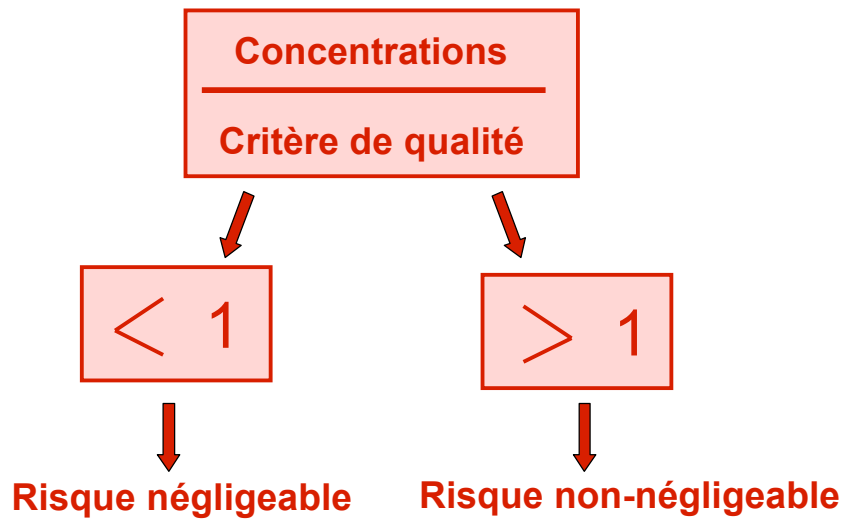 Concentrations
Critère de qualité
< 1
> 1
Risque négligeable
Risque non-négligeable